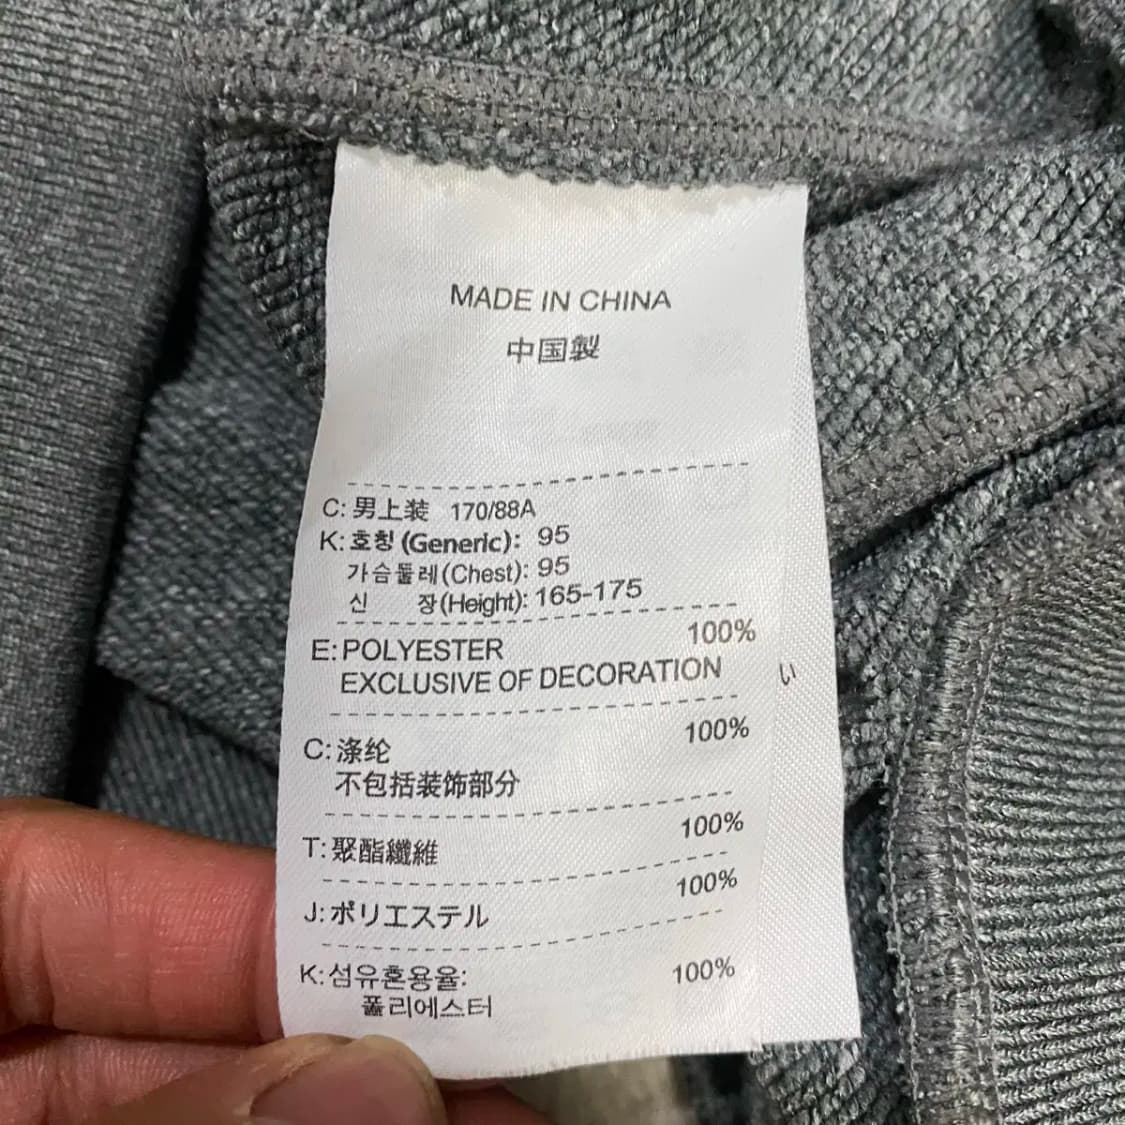 MADE IN CHINA
中国製
C: 男上装 170/88A
K: 호칭 (Generic): 95
가슴둘레(Chest): 95
신 장(Height): 165-175
E: POLYESTER 100%
EXCLUSIVE OF DECORATION
C: 涤纶 100%
不包括装饰部分
T: 聚酯纖維 100%
J: ポリエステル 100%
K: 섬유혼용율: 100%
폴리에스터
い